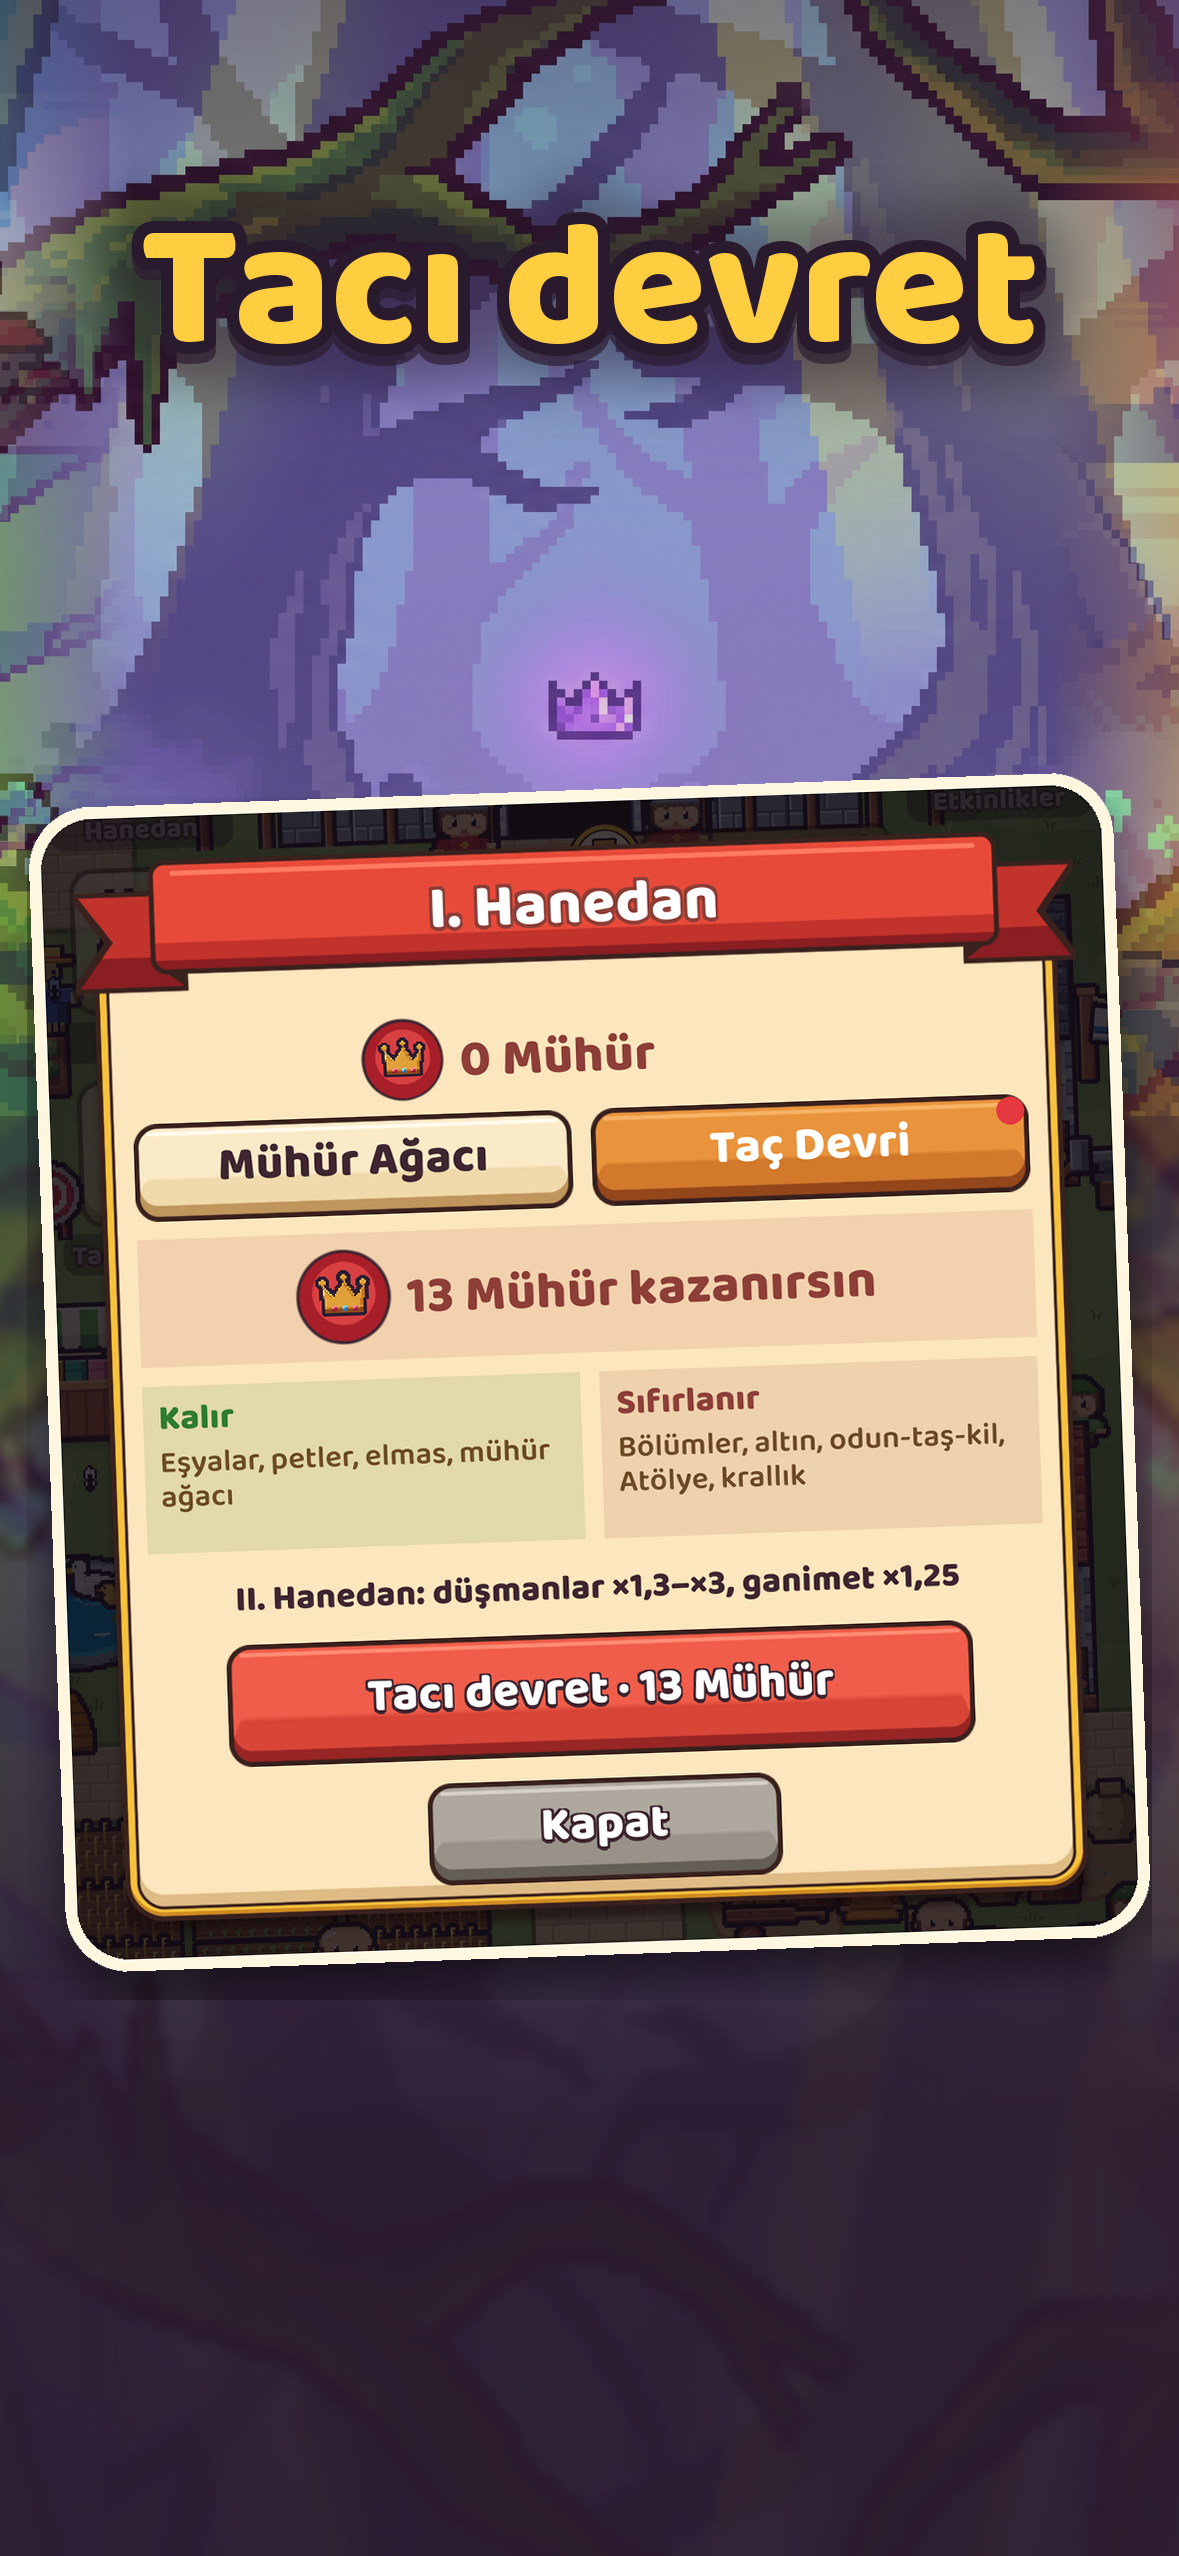 Tacı devret
Hanedan
Etkinlikler
I. Hanedan
0 Mühür
Mühür Ağacı
Taç Devri
13 Mühür kazanırsın
Kalır
Eşyalar, petler, elmas, mühür
ağacı
Sıfırlanır
Bölümler, altın, odun-taş-kil,
Atölye, krallık
II. Hanedan: düşmanlar ×1,3–×3, ganimet ×1,25
Tacı devret • 13 Mühür
Kapat